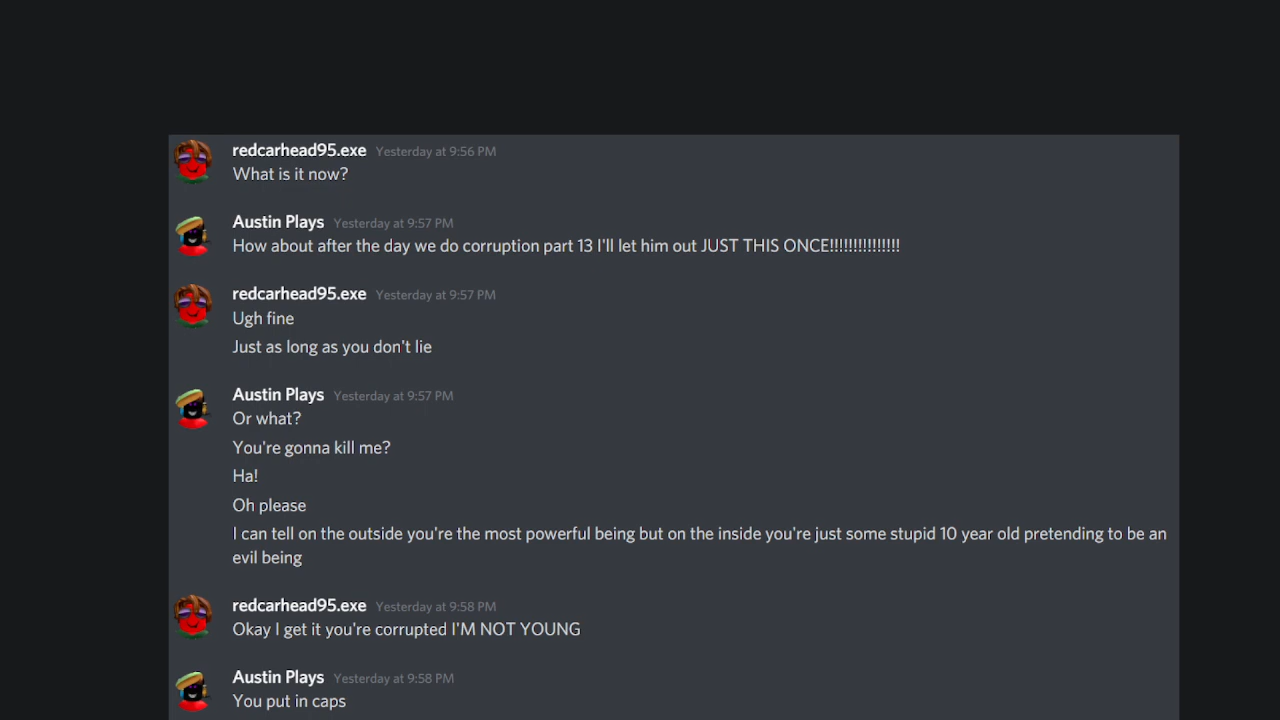 redcarhead95.exe Yesterday at 9:56 PM
What is it now?
Austin Plays Yesterday at 9:57 PM
How about after the day we do corruption part 13 I'll let him out JUST THIS ONCE!!!!!!!!!!!!!!!
redcarhead95.exe Yesterday at 9:57 PM
Ugh fine
Just as long as you don't lie
Austin Plays Yesterday at 9:57 PM
Or what?
You're gonna kill me?
Ha!
Oh please
I can tell on the outside you're the most powerful being but on the inside you're just some stupid 10 year old pretending to be an
evil being
redcarhead95.exe Yesterday at 9:58 PM
Okay I get it you're corrupted I'M NOT YOUNG
Austin Plays Yesterday at 9:58 PM
You put in caps